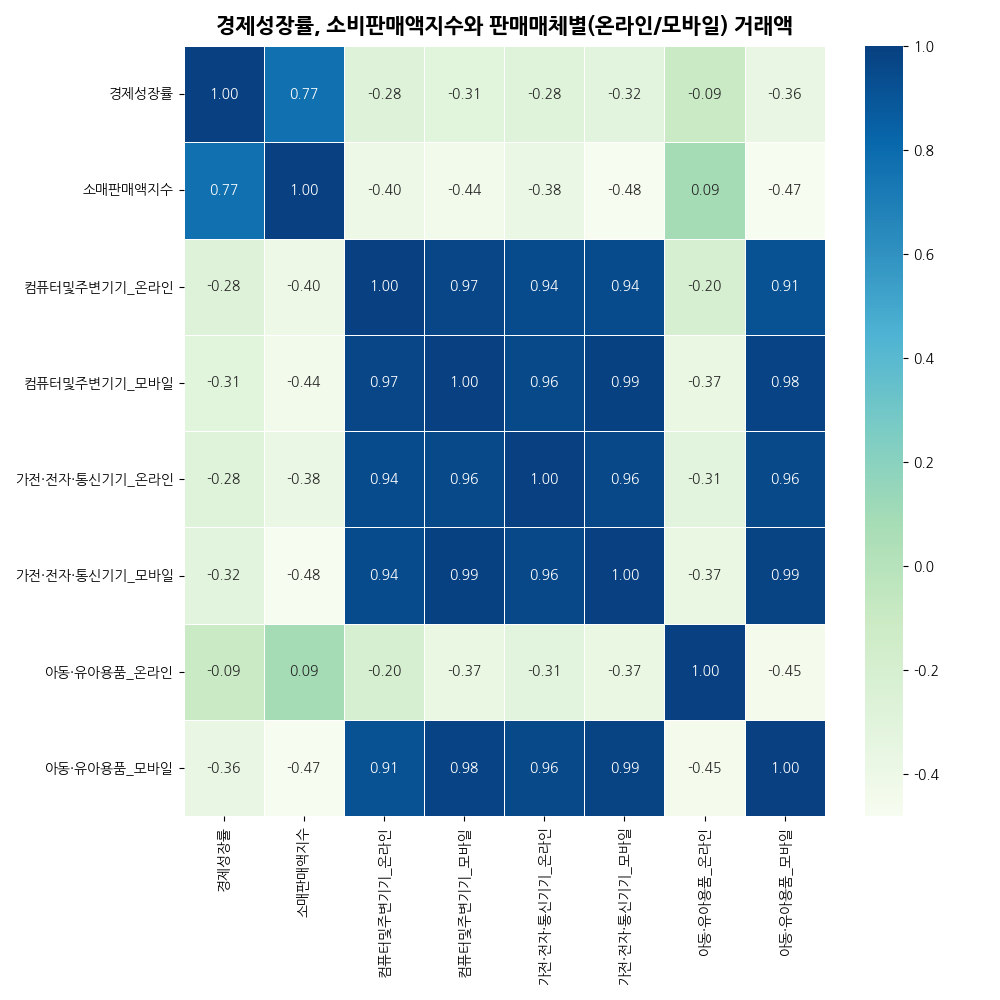 경제성장률, 소비판매액지수와 판매매체별(온라인/모바일) 거래액
경제성장률 1.00 0.77 -0.28 -0.31 -0.28 -0.32 -0.09 -0.36
소매판매액지수 0.77 1.00 -0.40 -0.44 -0.38 -0.48 0.09 -0.47
컴퓨터및주변기기_온라인 -0.28 -0.40 1.00 0.97 0.94 0.94 -0.20 0.91
컴퓨터및주변기기_모바일 -0.31 -0.44 0.97 1.00 0.96 0.99 -0.37 0.98
가전·전자·통신기기_온라인 -0.28 -0.38 0.94 0.96 1.00 0.96 -0.31 0.96
가전·전자·통신기기_모바일 -0.32 -0.48 0.94 0.99 0.96 1.00 -0.37 0.99
아동·유아용품_온라인 -0.09 0.09 -0.20 -0.37 -0.31 -0.37 1.00 -0.45
아동·유아용품_모바일 -0.36 -0.47 0.91 0.98 0.96 0.99 -0.45 1.00
경제성장률
소매판매액지수
컴퓨터및주변기기_온라인
컴퓨터및주변기기_모바일
가전·전자·통신기기_온라인
가전·전자·통신기기_모바일
아동·유아용품_온라인
아동·유아용품_모바일
1.0
0.8
0.6
0.4
0.2
0.0
-0.2
-0.4